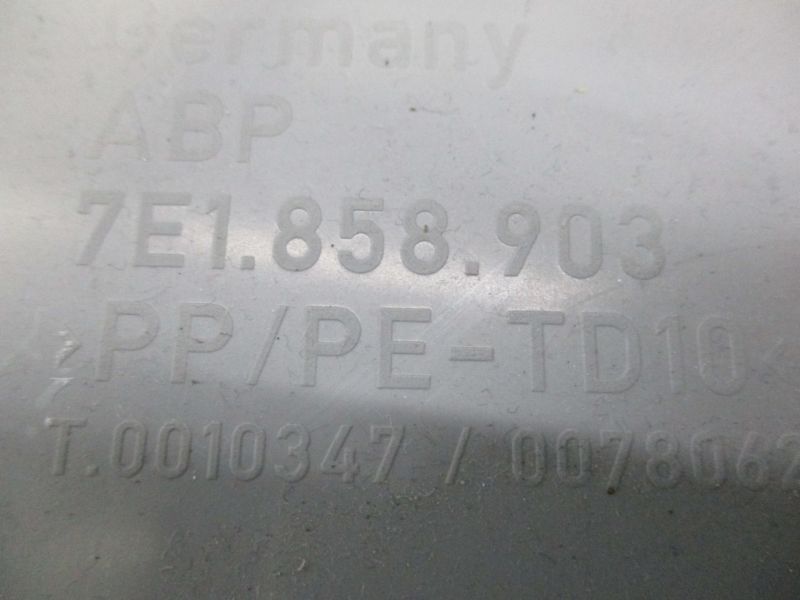 Germany
ABP
7E1.858.903
>PP/PE-TD10<
T.0010347 / 0078062